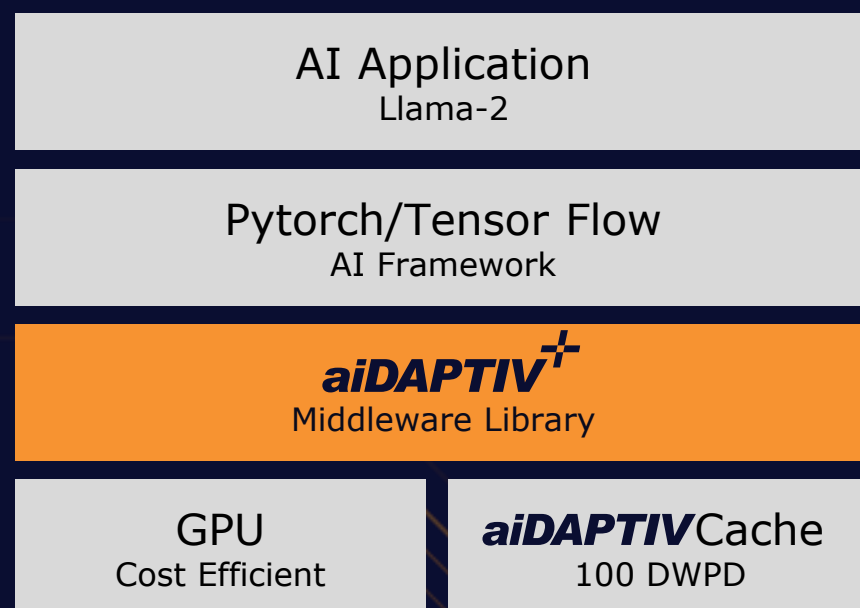 AI Application
Llama-2
Pytorch/Tensor Flow
AI Framework
aiDAPTIV+
Middleware Library
GPU
Cost Efficient
aiDAPTIVCache
100 DWPD